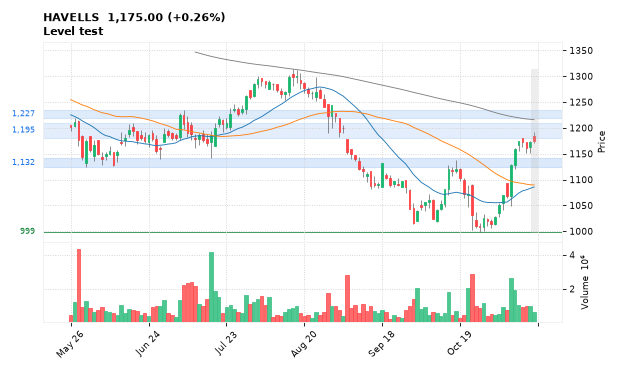 HAVELLS 1,175.00 (+0.26%)
Level test
1350
1300
1250
1,227
1200
1,195
1150
1,132
1100
1050
999
1000
Price
4
2
Volume 10⁶
May 26
Jun 24
Jul 23
Aug 20
Sep 18
Oct 19